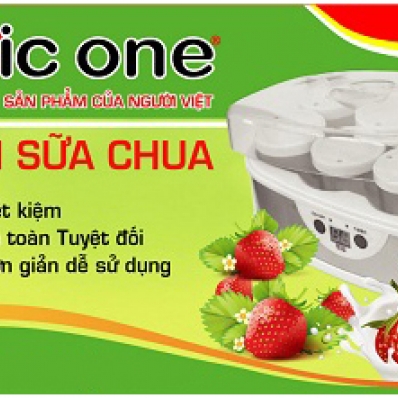 ic one®
SẢN PHẨM CỦA NGƯỜI VIỆT
SỮA CHUA
kiệm
toàn Tuyệt đối
giản dễ sử dụng